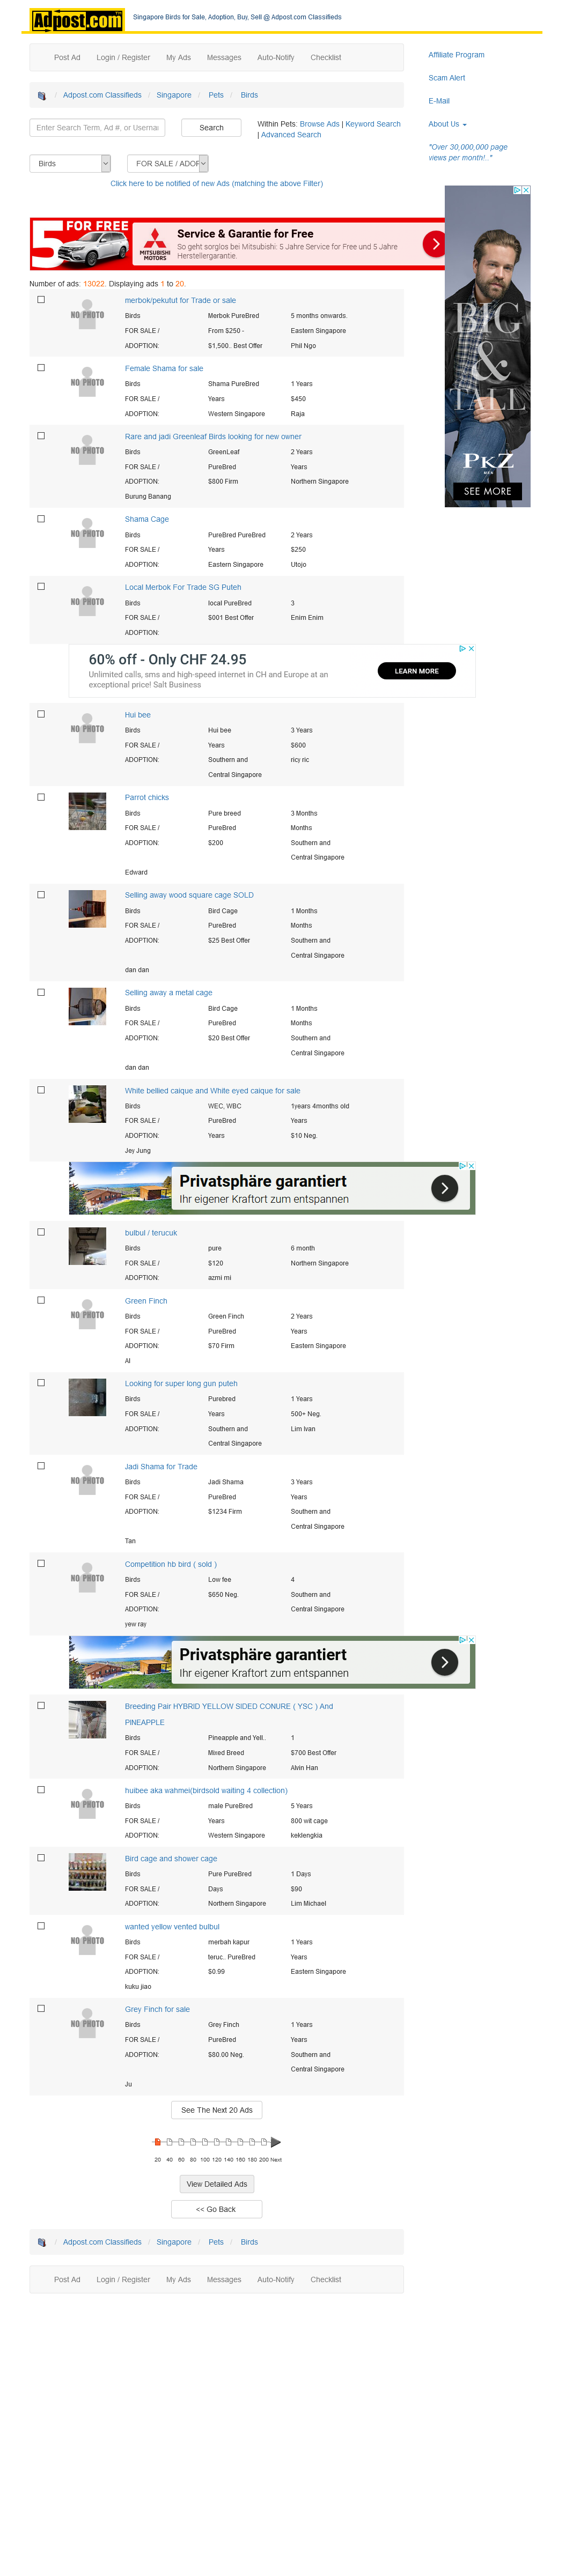 Adpost.com
Singapore Birds for Sale, Adoption, Buy, Sell @ Adpost.com Classifieds
Post Ad Login / Register My Ads Messages Auto-Notify Checklist
Affiliate Program
Scam Alert
E-Mail
About Us
"Over 30,000,000 page
views per month!.."
/ Adpost.com Classifieds / Singapore / Pets / Birds
Enter Search Term, Ad #, or Usernam
Search
Within Pets: Browse Ads | Keyword Search
| Advanced Search
Birds
FOR SALE / ADOP
Click here to be notified of new Ads (matching the above Filter)
5 FOR FREE
MITSUBISHI
MOTORS
Service & Garantie for Free
So geht sorglos bei Mitsubishi: 5 Jahre Service for Free und 5 Jahre
Herstellergarantie.
BIG
&
TALL
PKZ
MEN
SEE MORE
Number of ads: 13022. Displaying ads 1 to 20.
NO PHOTO
merbok/pekutut for Trade or sale
Birds Merbok PureBred 5 months onwards.
FOR SALE / From $250 - Eastern Singapore
ADOPTION: $1,500.. Best Offer Phil Ngo
NO PHOTO
Female Shama for sale
Birds Shama PureBred 1 Years
FOR SALE / Years $450
ADOPTION: Western Singapore Raja
NO PHOTO
Rare and jadi Greenleaf Birds looking for new owner
Birds GreenLeaf 2 Years
FOR SALE / PureBred Years
ADOPTION: $800 Firm Northern Singapore
Burung Banang
NO PHOTO
Shama Cage
Birds PureBred PureBred 2 Years
FOR SALE / Years $250
ADOPTION: Eastern Singapore Utojo
NO PHOTO
Local Merbok For Trade SG Puteh
Birds local PureBred 3
FOR SALE / $001 Best Offer Enim Enim
ADOPTION:
60% off - Only CHF 24.95
Unlimited calls, sms and high-speed internet in CH and Europe at an
exceptional price! Salt Business
LEARN MORE
NO PHOTO
Hui bee
Birds Hui bee 3 Years
FOR SALE / Years $600
ADOPTION: Southern and ricy ric
Central Singapore
Parrot chicks
Birds Pure breed 3 Months
FOR SALE / PureBred Months
ADOPTION: $200 Southern and
Central Singapore
Edward
Selling away wood square cage SOLD
Birds Bird Cage 1 Months
FOR SALE / PureBred Months
ADOPTION: $25 Best Offer Southern and
Central Singapore
dan dan
Selling away a metal cage
Birds Bird Cage 1 Months
FOR SALE / PureBred Months
ADOPTION: $20 Best Offer Southern and
Central Singapore
dan dan
White bellied caique and White eyed caique for sale
Birds WEC, WBC 1years 4months old
FOR SALE / PureBred Years
ADOPTION: Years $10 Neg.
Jey Jung
Privatsphäre garantiert
Ihr eigener Kraftort zum entspannen
bulbul / terucuk
Birds pure 6 month
FOR SALE / $120 Northern Singapore
ADOPTION: azmi mi
NO PHOTO
Green Finch
Birds Green Finch 2 Years
FOR SALE / PureBred Years
ADOPTION: $70 Firm Eastern Singapore
Al
Looking for super long gun puteh
Birds Purebred 1 Years
FOR SALE / Years 500+ Neg.
ADOPTION: Southern and Lim Ivan
Central Singapore
NO PHOTO
Jadi Shama for Trade
Birds Jadi Shama 3 Years
FOR SALE / PureBred Years
ADOPTION: $1234 Firm Southern and
Central Singapore
Tan
NO PHOTO
Competition hb bird ( sold )
Birds Low fee 4
FOR SALE / $650 Neg. Southern and
ADOPTION: Central Singapore
yew ray
Privatsphäre garantiert
Ihr eigener Kraftort zum entspannen
Breeding Pair HYBRID YELLOW SIDED CONURE ( YSC ) And
PINEAPPLE
Birds Pineapple and Yell.. 1
FOR SALE / Mixed Breed $700 Best Offer
ADOPTION: Northern Singapore Alvin Han
NO PHOTO
huibee aka wahmei(birdsold waiting 4 collection)
Birds male PureBred 5 Years
FOR SALE / Years 800 wit cage
ADOPTION: Western Singapore keklengkia
Bird cage and shower cage
Birds Pure PureBred 1 Days
FOR SALE / Days $90
ADOPTION: Northern Singapore Lim Michael
NO PHOTO
wanted yellow vented bulbul
Birds merbah kapur 1 Years
FOR SALE / teruc.. PureBred Years
ADOPTION: $0.99 Eastern Singapore
kuku jiao
NO PHOTO
Grey Finch for sale
Birds Grey Finch 1 Years
FOR SALE / PureBred Years
ADOPTION: $80.00 Neg. Southern and
Central Singapore
Ju
See The Next 20 Ads
20 40 60 80 100 120 140 160 180 200 Next
View Detailed Ads
<< Go Back
/ Adpost.com Classifieds / Singapore / Pets / Birds
Post Ad Login / Register My Ads Messages Auto-Notify Checklist